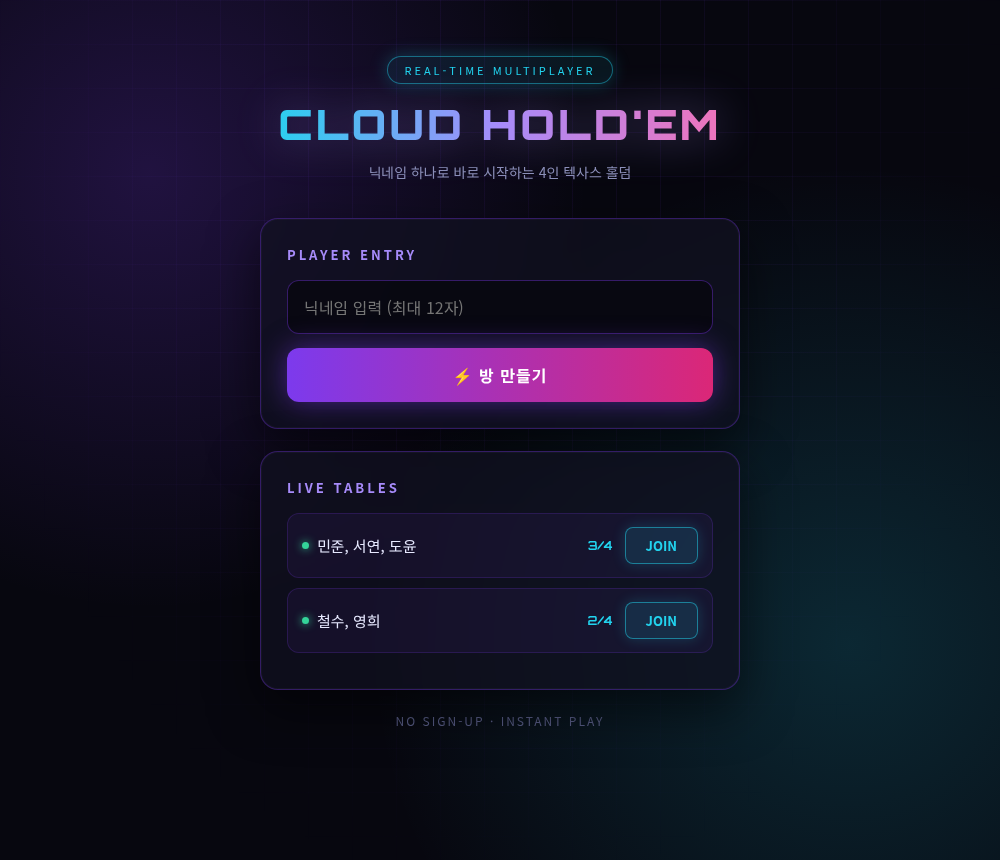 REAL-TIME MULTIPLAYER
CLOUD HOLD'EM
닉네임 하나로 바로 시작하는 4인 텍사스 홀덤
PLAYER ENTRY
닉네임 입력 (최대 12자)
⚡ 방 만들기
LIVE TABLES
민준, 서연, 도윤 3/4 JOIN
철수, 영희 2/4 JOIN
NO SIGN-UP · INSTANT PLAY